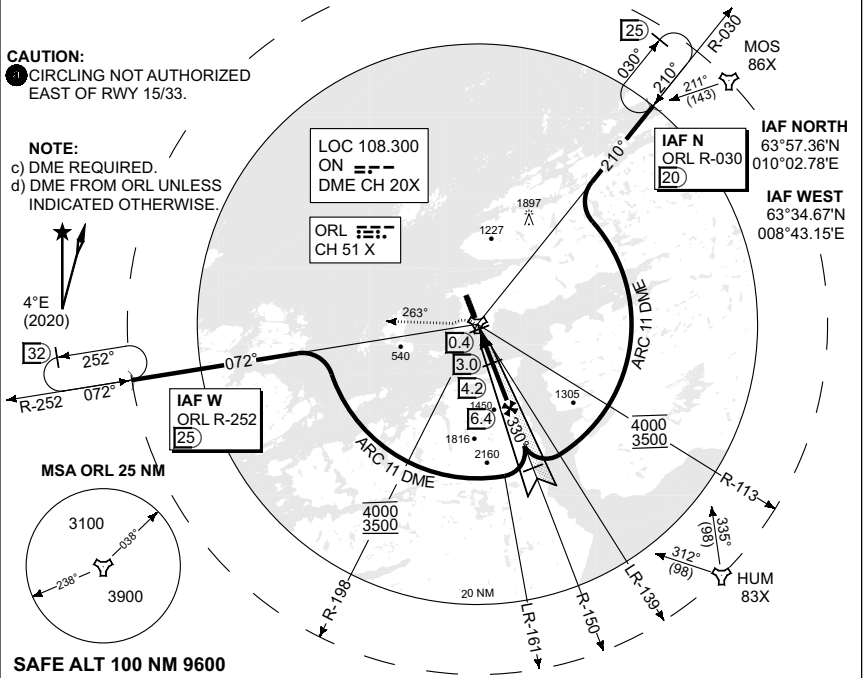 CAUTION:
CIRCLING NOT AUTHORIZED
EAST OF RWY 15/33.
NOTE:
c) DME REQUIRED.
d) DME FROM ORL UNLESS
INDICATED OTHERWISE.
4°E
(2020)
LOC 108.300
ON
DME CH 20X
ORL
CH 51 X
25
030°
210°
R-030
MOS
86X
211°
(143)
IAF N
ORL R-030
20
IAF NORTH
63°57.36'N
010°02.78'E
IAF WEST
63°34.67'N
008°43.15'E
210°
1897
1227
ARC 11 DME
263°
540
0.4
3.0
4.2
6.4
1450
1816
2160
1305
330°
32
252°
072°
R-252
072°
IAF W
ORL R-252
25
ARC 11 DME
4000
3500
4000
3500
R-113
335°
(98)
312°
(98)
HUM
83X
MSA ORL 25 NM
3100
038°
238°
3900
R-198
20 NM
LR-161
R-150
LR-139
SAFE ALT 100 NM 9600